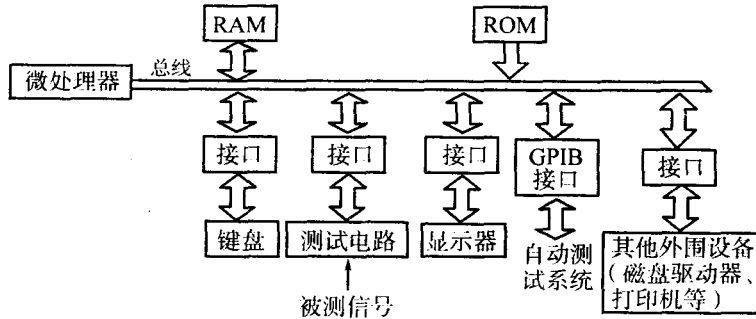 RAM
ROM
微处理器
总线
接口
接口
接口
GPIB
接口
接口
键盘
测试电路
显示器
自动测
试系统
其他外围设备
(磁盘驱动器、
打印机等)
被测信号